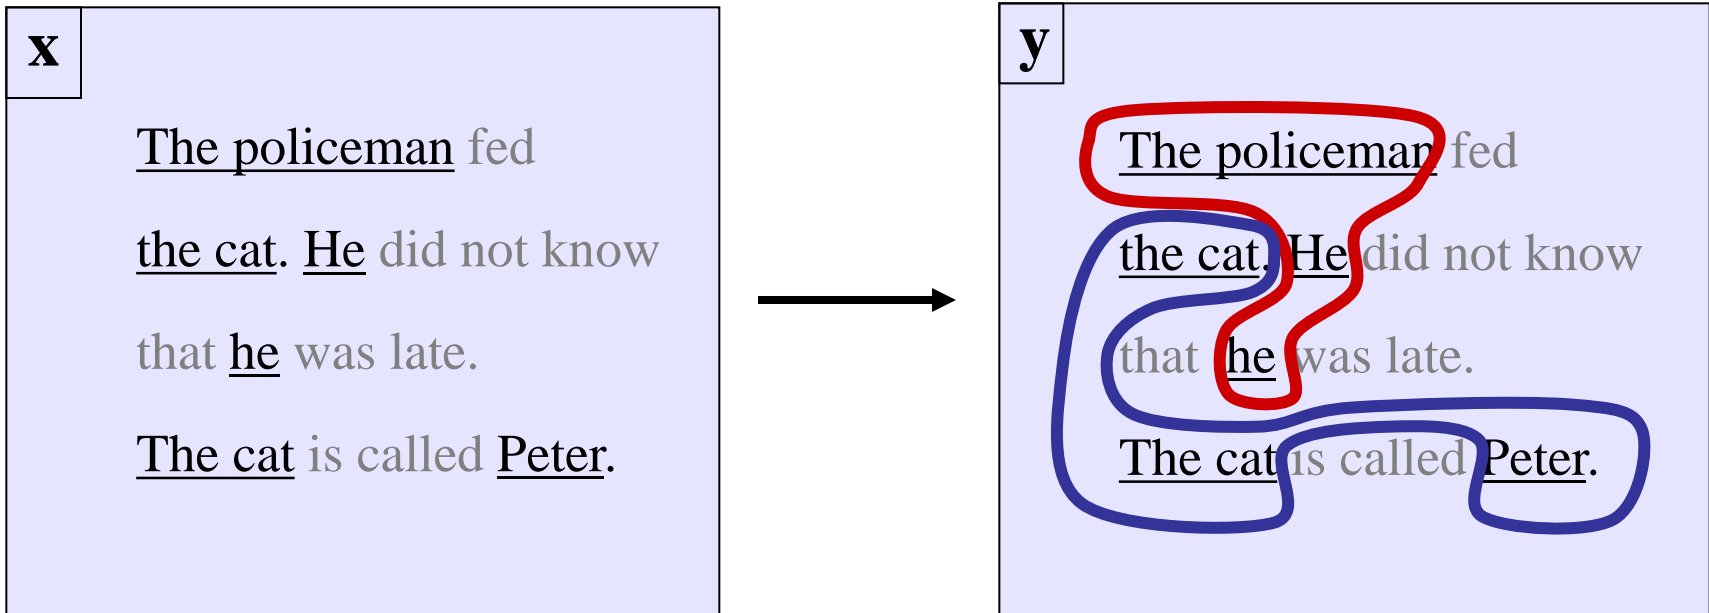 x
The policeman fed
the cat. He did not know
that he was late.
The cat is called Peter.
y
The policeman fed
the cat. He did not know
that he was late.
The cat is called Peter.